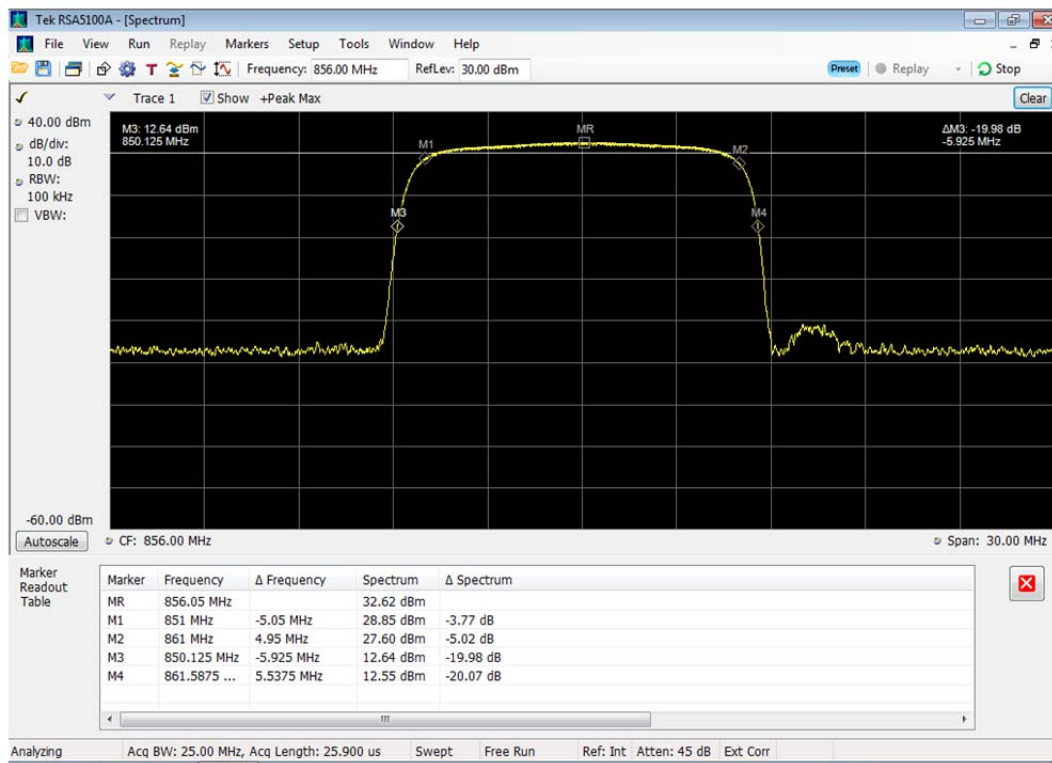 Tek RSA5100A - [Spectrum]
File View Run Replay Markers Setup Tools Window Help
Frequency: 856.00 MHz RefLev: 30.00 dBm Preset Replay Stop
Trace 1 Show +Peak Max Clear
40.00 dBm
dB/div:
10.0 dB
RBW:
100 kHz
VBW:
M3: 12.64 dBm
850.125 MHz
ΔM3: -19.98 dB
-5.925 MHz
M1
MR
M2
M3
M4
-60.00 dBm
Autoscale CF: 856.00 MHz Span: 30.00 MHz
Marker
Readout
Table
Marker Frequency Δ Frequency Spectrum Δ Spectrum
MR 856.05 MHz 32.62 dBm
M1 851 MHz -5.05 MHz 28.85 dBm -3.77 dB
M2 861 MHz 4.95 MHz 27.60 dBm -5.02 dB
M3 850.125 MHz -5.925 MHz 12.64 dBm -19.98 dB
M4 861.5875 ... 5.5375 MHz 12.55 dBm -20.07 dB
Analyzing Acq BW: 25.00 MHz, Acq Length: 25.900 us Swept Free Run Ref: Int Atten: 45 dB Ext Corr